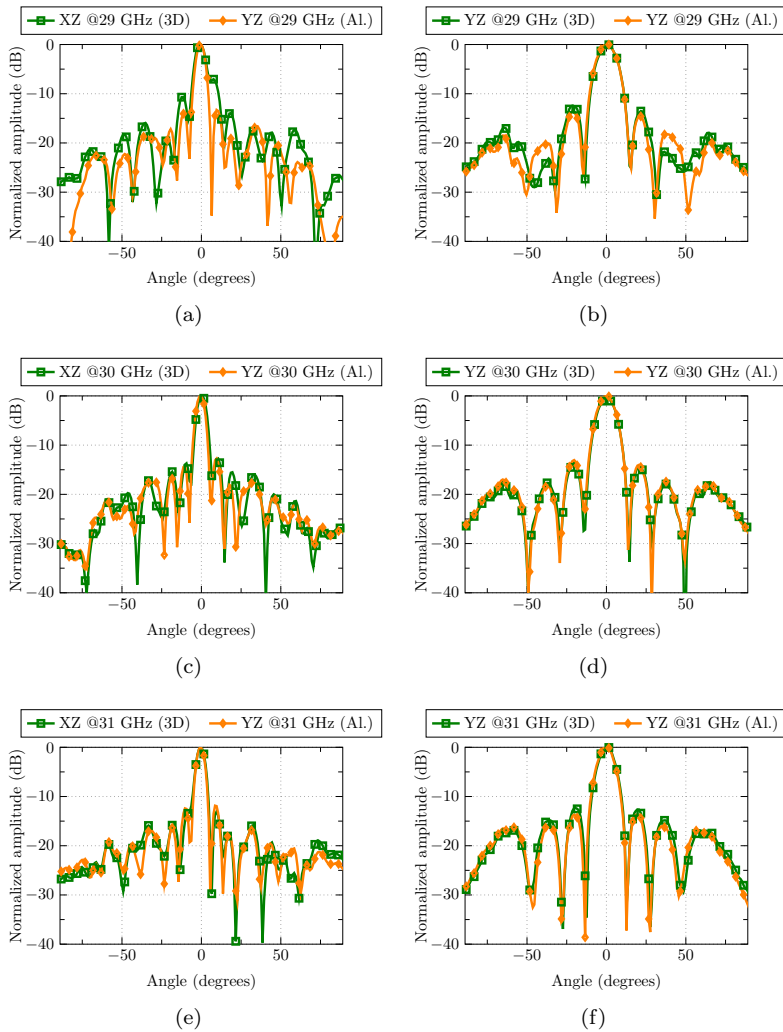 XZ @29 GHz (3D) YZ @29 GHz (Al.)
YZ @29 GHz (3D) YZ @29 GHz (Al.)
0
−10
−20
−30
−40
Normalized amplitude (dB)
−50 0 50
Angle (degrees)
(a)
0
−10
−20
−30
−40
Normalized amplitude (dB)
−50 0 50
Angle (degrees)
(b)
XZ @30 GHz (3D) YZ @30 GHz (Al.)
YZ @30 GHz (3D) YZ @30 GHz (Al.)
0
−10
−20
−30
−40
Normalized amplitude (dB)
−50 0 50
Angle (degrees)
(c)
0
−10
−20
−30
−40
Normalized amplitude (dB)
−50 0 50
Angle (degrees)
(d)
XZ @31 GHz (3D) YZ @31 GHz (Al.)
YZ @31 GHz (3D) YZ @31 GHz (Al.)
0
−10
−20
−30
−40
Normalized amplitude (dB)
−50 0 50
Angle (degrees)
(e)
0
−10
−20
−30
−40
Normalized amplitude (dB)
−50 0 50
Angle (degrees)
(f)